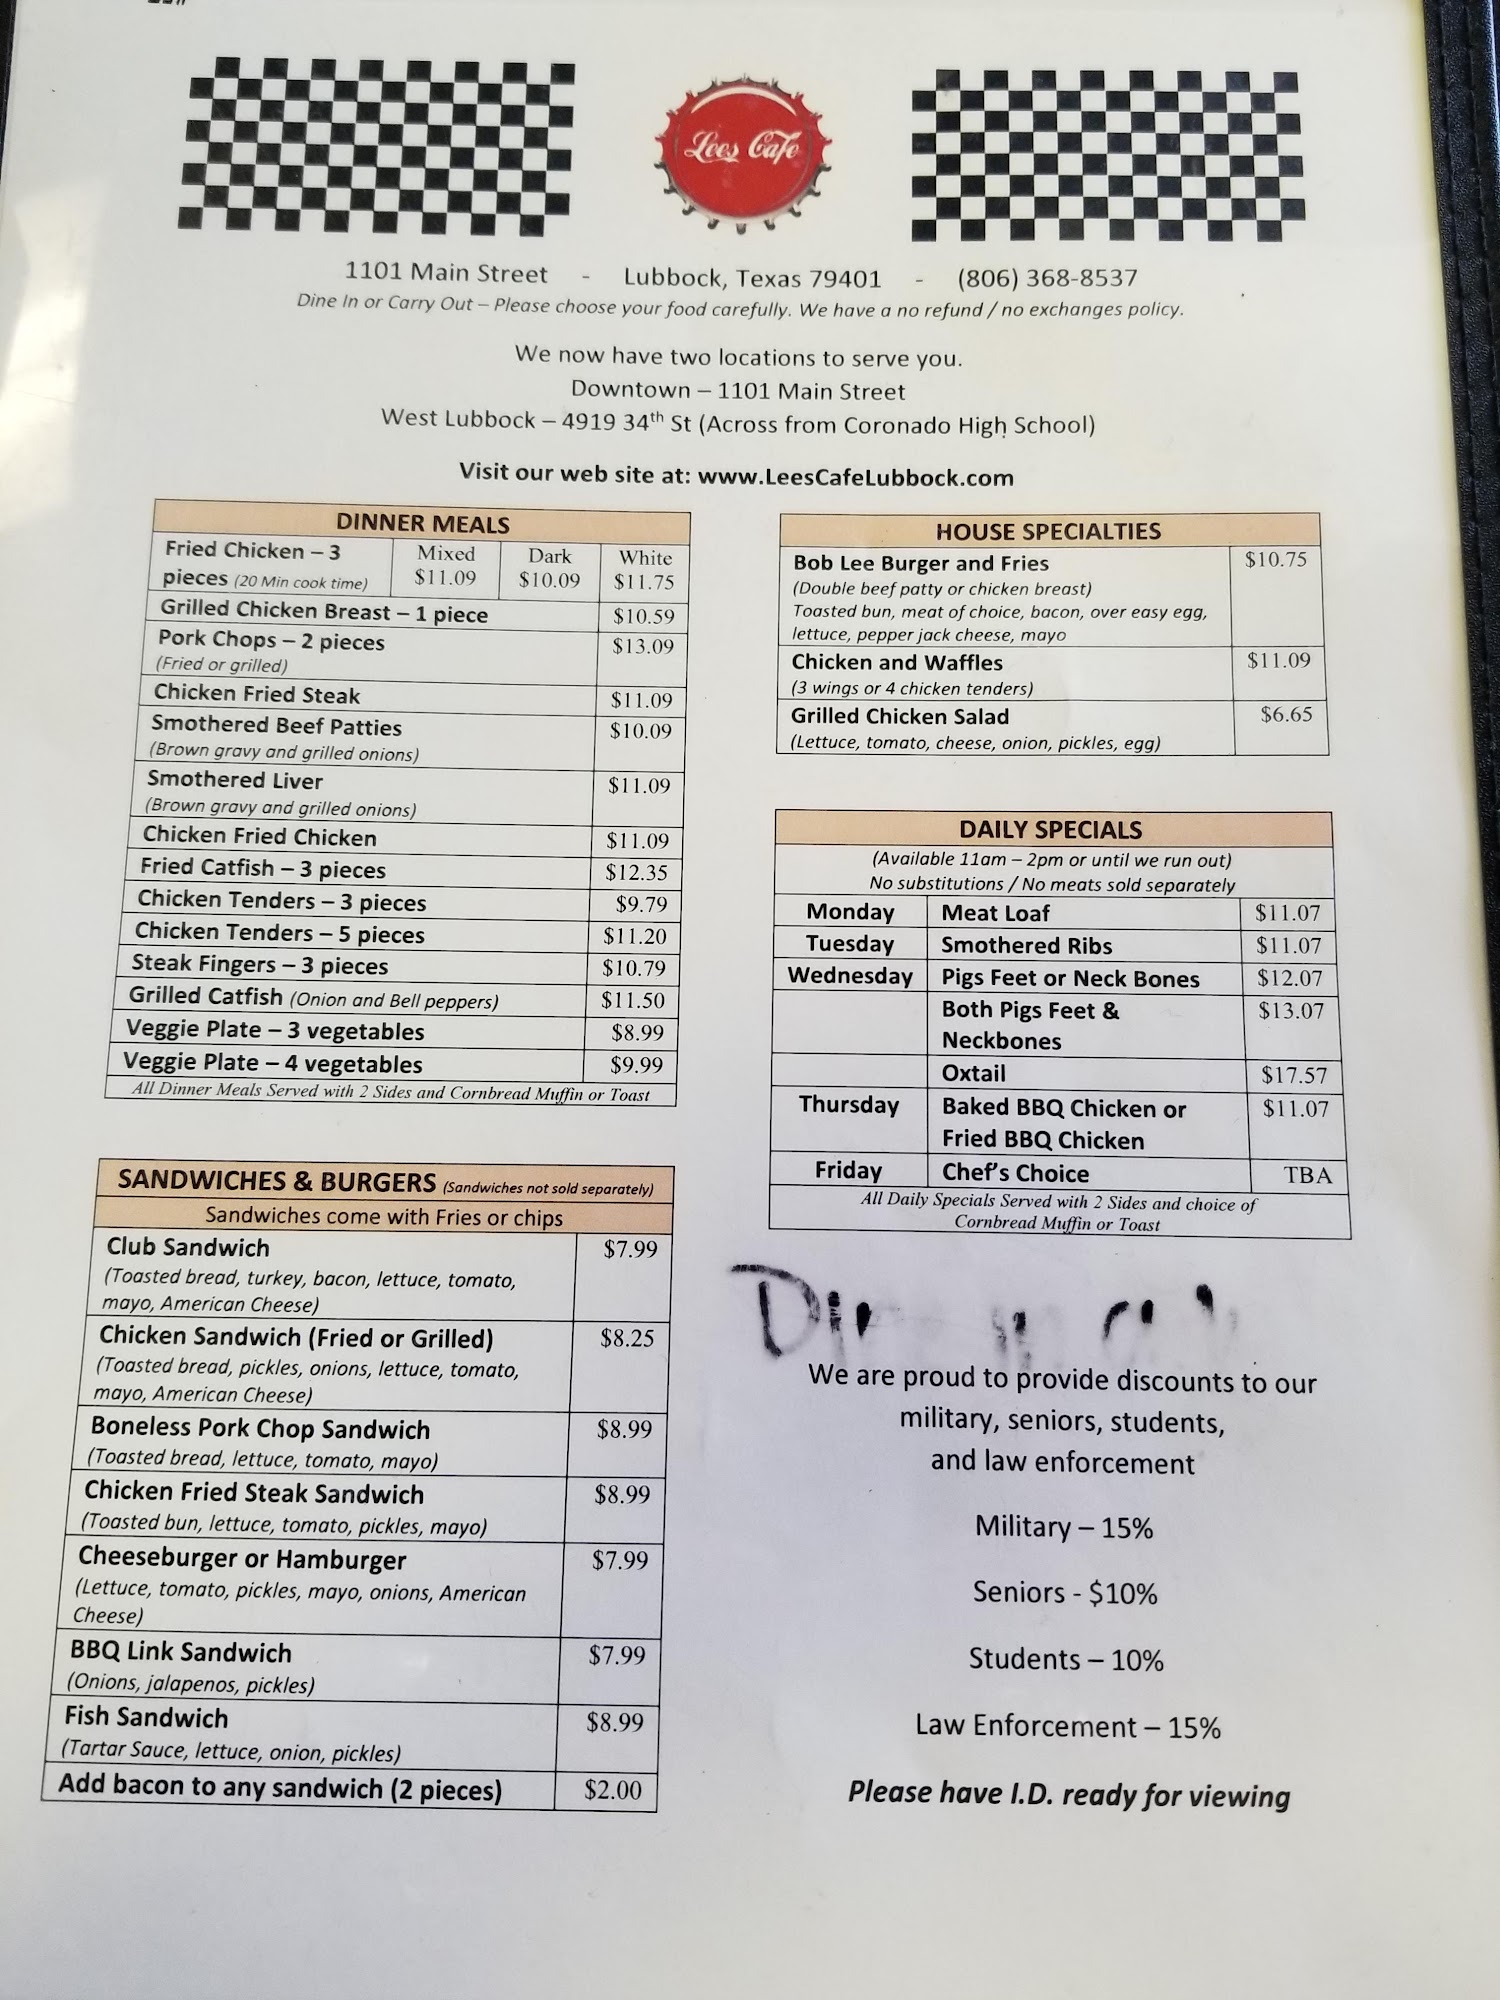 Lees Cafe
1101 Main Street - Lubbock, Texas 79401 - (806) 368-8537
Dine In or Carry Out – Please choose your food carefully. We have a no refund / no exchanges policy.
We now have two locations to serve you.
Downtown – 1101 Main Street
West Lubbock – 4919 34th St (Across from Coronado High School)
Visit our web site at: www.LeesCafeLubbock.com
DINNER MEALS
Fried Chicken – 3 Mixed Dark White
pieces (20 Min cook time) $11.09 $10.09 $11.75
Grilled Chicken Breast – 1 piece $10.59
Pork Chops – 2 pieces $13.09
(Fried or grilled)
Chicken Fried Steak $11.09
Smothered Beef Patties $10.09
(Brown gravy and grilled onions)
Smothered Liver $11.09
(Brown gravy and grilled onions)
Chicken Fried Chicken $11.09
Fried Catfish – 3 pieces $12.35
Chicken Tenders – 3 pieces $9.79
Chicken Tenders – 5 pieces $11.20
Steak Fingers – 3 pieces $10.79
Grilled Catfish (Onion and Bell peppers) $11.50
Veggie Plate – 3 vegetables $8.99
Veggie Plate – 4 vegetables $9.99
All Dinner Meals Served with 2 Sides and Cornbread Muffin or Toast
SANDWICHES & BURGERS (Sandwiches not sold separately)
Sandwiches come with Fries or chips
Club Sandwich $7.99
(Toasted bread, turkey, bacon, lettuce, tomato,
mayo, American Cheese)
Chicken Sandwich (Fried or Grilled) $8.25
(Toasted bread, pickles, onions, lettuce, tomato,
mayo, American Cheese)
Boneless Pork Chop Sandwich $8.99
(Toasted bread, lettuce, tomato, mayo)
Chicken Fried Steak Sandwich $8.99
(Toasted bun, lettuce, tomato, pickles, mayo)
Cheeseburger or Hamburger $7.99
(Lettuce, tomato, pickles, mayo, onions, American
Cheese)
BBQ Link Sandwich $7.99
(Onions, jalapenos, pickles)
Fish Sandwich $8.99
(Tartar Sauce, lettuce, onion, pickles)
Add bacon to any sandwich (2 pieces) $2.00
HOUSE SPECIALTIES
Bob Lee Burger and Fries $10.75
(Double beef patty or chicken breast)
Toasted bun, meat of choice, bacon, over easy egg,
lettuce, pepper jack cheese, mayo
Chicken and Waffles $11.09
(3 wings or 4 chicken tenders)
Grilled Chicken Salad $6.65
(Lettuce, tomato, cheese, onion, pickles, egg)
DAILY SPECIALS
(Available 11am – 2pm or until we run out)
No substitutions / No meats sold separately
Monday Meat Loaf $11.07
Tuesday Smothered Ribs $11.07
Wednesday Pigs Feet or Neck Bones $12.07
Both Pigs Feet & $13.07
Neckbones
Oxtail $17.57
Thursday Baked BBQ Chicken or $11.07
Fried BBQ Chicken
Friday Chef's Choice TBA
All Daily Specials Served with 2 Sides and choice of
Cornbread Muffin or Toast
We are proud to provide discounts to our
military, seniors, students,
and law enforcement
Military – 15%
Seniors - $10%
Students – 10%
Law Enforcement – 15%
Please have I.D. ready for viewing